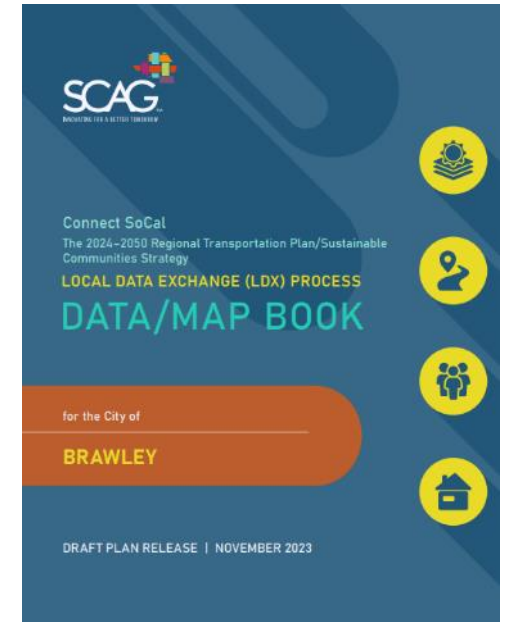 SCAG
INNOVATING FOR A BETTER TOMORROW
Connect SoCal
The 2024–2050 Regional Transportation Plan/Sustainable
Communities Strategy
LOCAL DATA EXCHANGE (LDX) PROCESS
DATA/MAP BOOK
for the City of
BRAWLEY
DRAFT PLAN RELEASE | NOVEMBER 2023